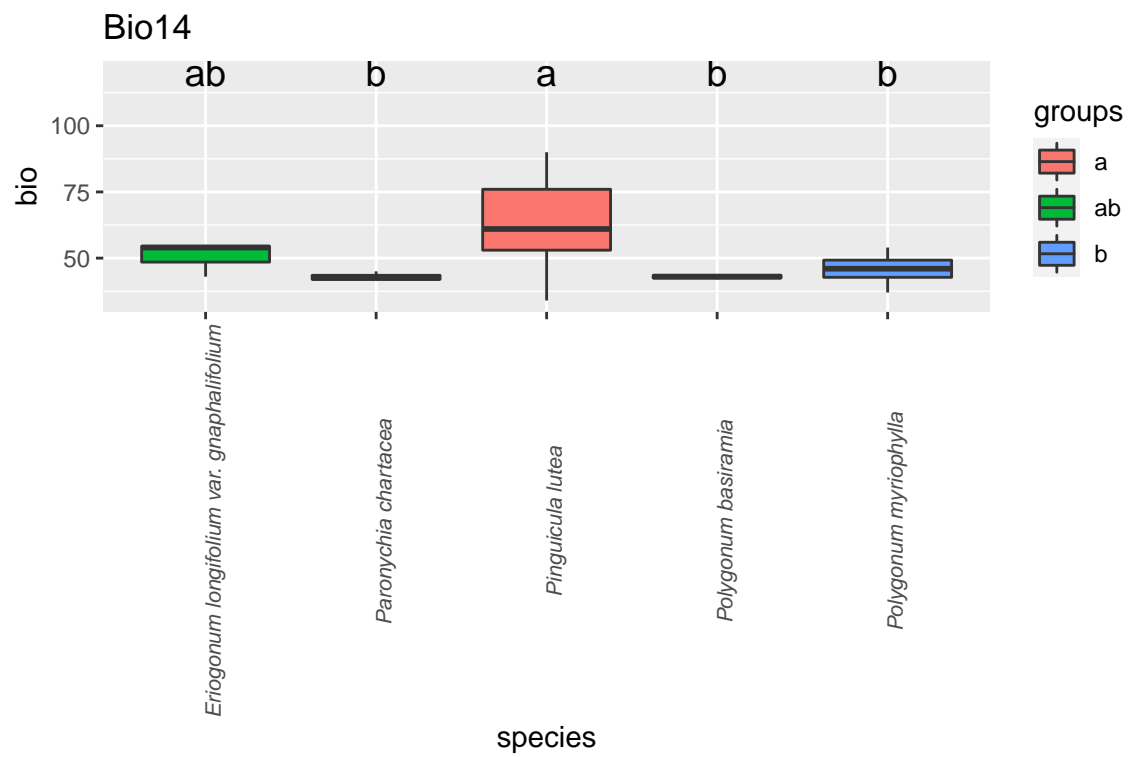 Bio14
ab b a b b
100
75
50
bio
Eriogonum longifolium var. gnaphalifolium
Paronychia chartacea
Pinguicula lutea
Polygonum basiramia
Polygonum myriophylla
species
groups
a
ab
b